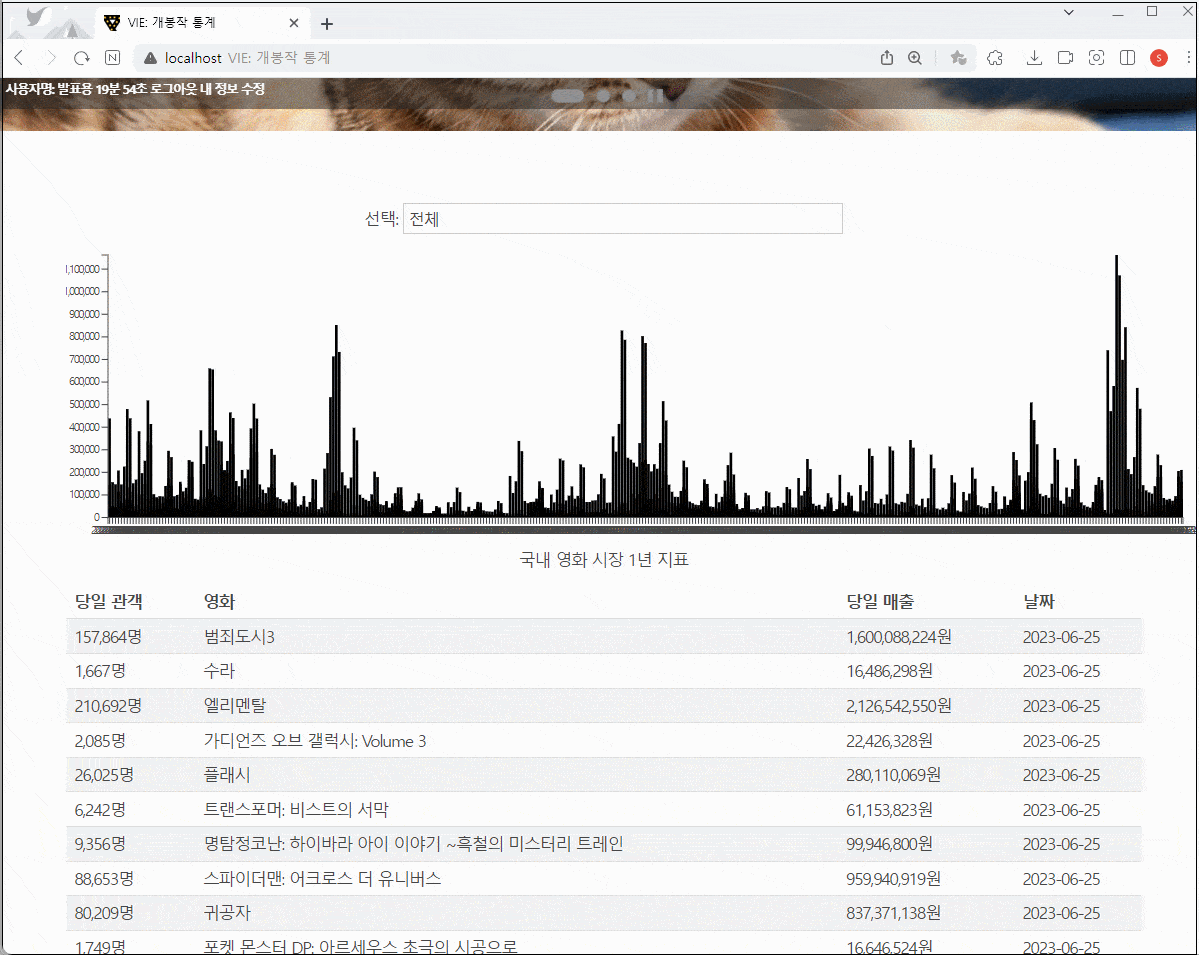 VIE: 개봉작 통계
localhost VIE: 개봉작 통계
S
사용자명: 발표용 19분 54초 로그아웃 내 정보 수정
선택: 전체
1,100,000
1,000,000
900,000
800,000
700,000
600,000
500,000
400,000
300,000
200,000
100,000
0
국내 영화 시장 1년 지표
당일 관객 영화 당일 매출 날짜
157,864명 범죄도시3 1,600,088,224원 2023-06-25
1,667명 수라 16,486,298원 2023-06-25
210,692명 엘리멘탈 2,126,542,550원 2023-06-25
2,085명 가디언즈 오브 갤럭시: Volume 3 22,426,328원 2023-06-25
26,025명 플래시 280,110,069원 2023-06-25
6,242명 트랜스포머: 비스트의 서막 61,153,823원 2023-06-25
9,356명 명탐정코난: 하이바라 아이 이야기 ~흑철의 미스터리 트레인 99,946,800원 2023-06-25
88,653명 스파이더맨: 어크로스 더 유니버스 959,940,919원 2023-06-25
80,209명 귀공자 837,371,138원 2023-06-25
1,749명 포켓 몬스터 DP: 아르세우스 초극의 시공으로 16,646,524원 2023-06-25